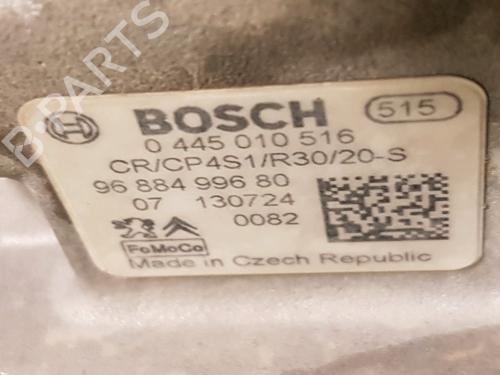 BOSCH 515
0 445 010 516
CR/CP4S1/R30/20-S
96 884 996 80
07 130724
0082
FoMoCo
Made in Czech Republic
B-PARTS